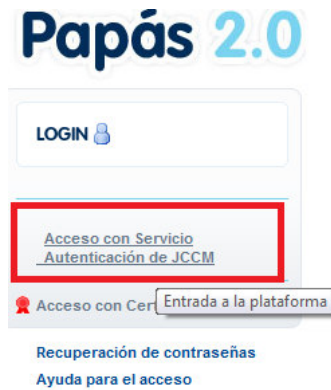 Papás 2.0
LOGIN
Acceso con Servicio
Autenticación de JCCM
Acceso con Cer
Entrada a la plataforma
Recuperación de contraseñas
Ayuda para el acceso